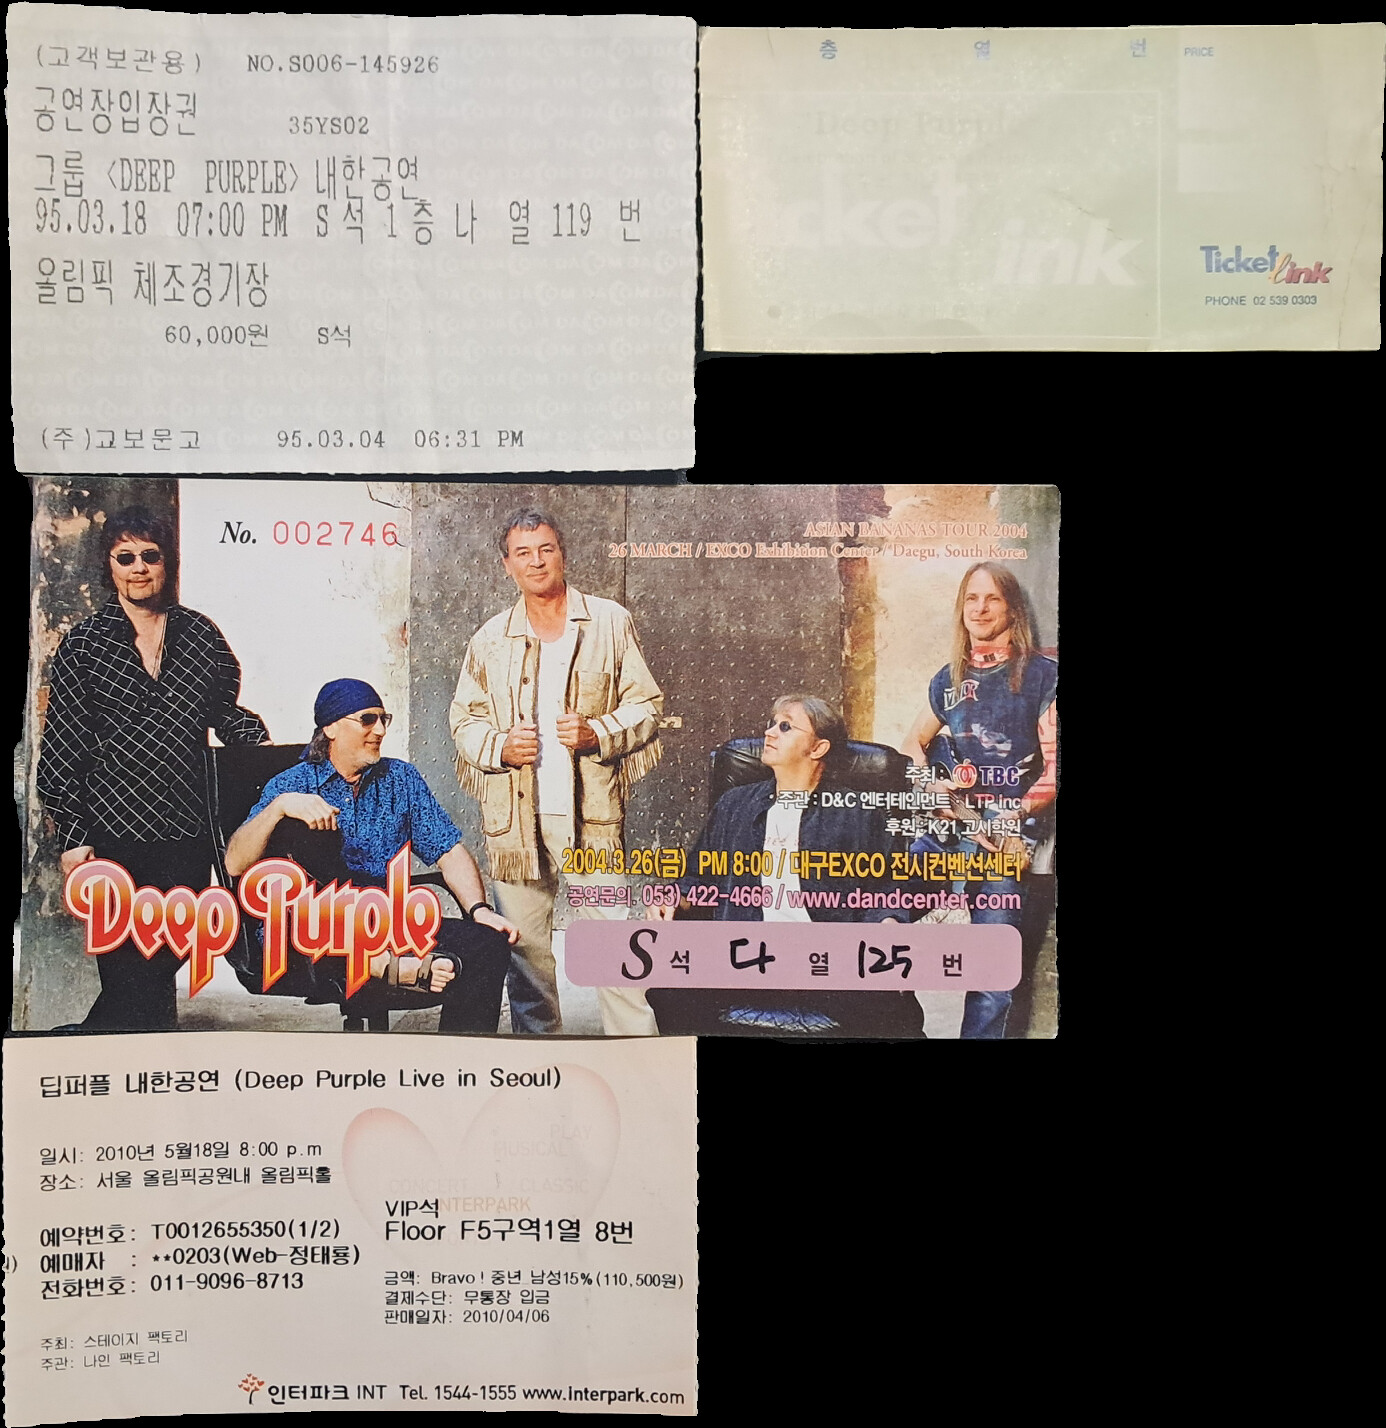 (고객보관용) NO.S006-145926
공연장입장권 35YS02
그룹 <DEEP PURPLE> 내한공연
95.03.18 07:00 PM S 석 1 층 나 열 119 번
올림픽 체조경기장
60,000원 S석
(주)교보문고 95.03.04 06:31 PM
층 열 번 PRICE
Deep Purple
Ticket Link
PHONE 02 539 0303
No. 002746
ASIAN BANANAS TOUR 2004
26 MARCH / EXCO Exhibition Center / Daegu, South Korea
주최: TBC
주관: D&C 엔터테인먼트 · LTP inc
후원: K21 고시학원
2004.3.26(금) PM 8:00 / 대구EXCO 전시컨벤션센터
공연문의. 053) 422-4666 / www.dandcenter.com
Deep Purple
S 석 다 열 125 번
딥퍼플 내한공연 (Deep Purple Live in Seoul)
PLAY
MUSICAL
일시: 2010년 5월18일 8:00 p.m
장소: 서울 올림픽공원내 올림픽홀
CONCERT CLASSIC
INTERPARK
VIP석
Floor F5구역1열 8번
예약번호: T0012655350(1/2)
예매자 : **0203(Web-정태룡)
전화번호: 011-9096-8713
금액: Bravo! 중년 남성15%(110,500원)
결제수단: 무통장 입금
판매일자: 2010/04/06
주최: 스테이지 팩토리
주관: 나인 팩토리
인터파크 INT Tel. 1544-1555 www.interpark.com